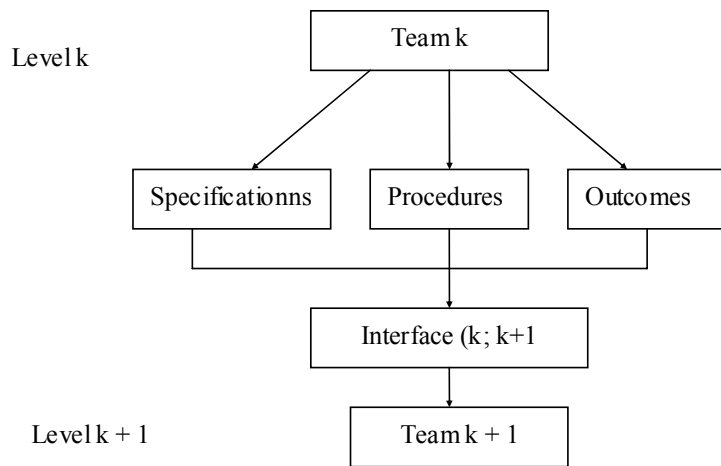 Team k
Level k
Specificationns
Procedures
Outcomes
Interface (k; k+1
Level k + 1
Team k + 1